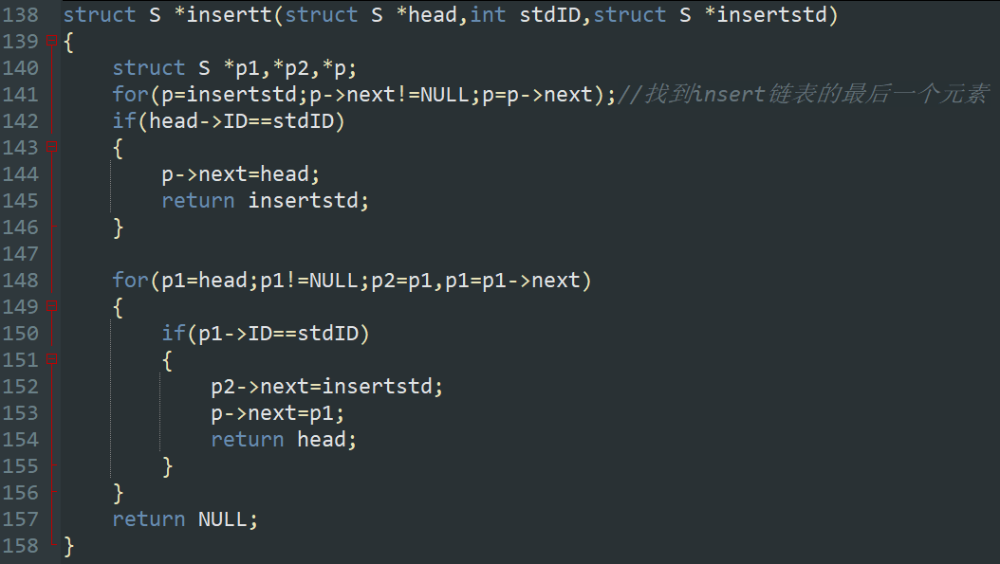 138 struct S *insertt(struct S *head,int stdID,struct S *insertstd)
139 {
140     struct S *p1,*p2,*p;
141     for(p=insertstd;p->next!=NULL;p=p->next);//找到insert链表的最后一个元素
142     if(head->ID==stdID)
143     {
144         p->next=head;
145         return insertstd;
146     }
147
148     for(p1=head;p1!=NULL;p2=p1,p1=p1->next)
149     {
150         if(p1->ID==stdID)
151         {
152             p2->next=insertstd;
153             p->next=p1;
154             return head;
155         }
156     }
157     return NULL;
158 }